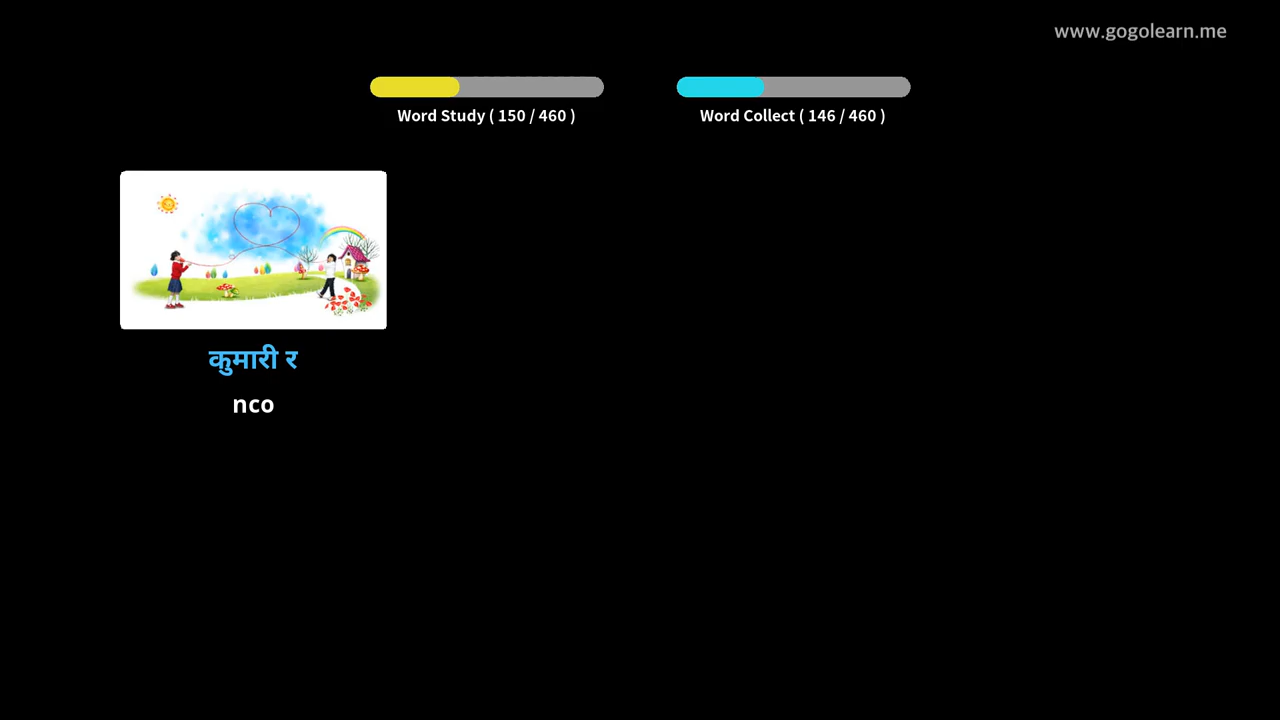 www.gogolearn.me
Word Study ( 150 / 460 )
Word Collect ( 146 / 460 )
कुमारी र
nco